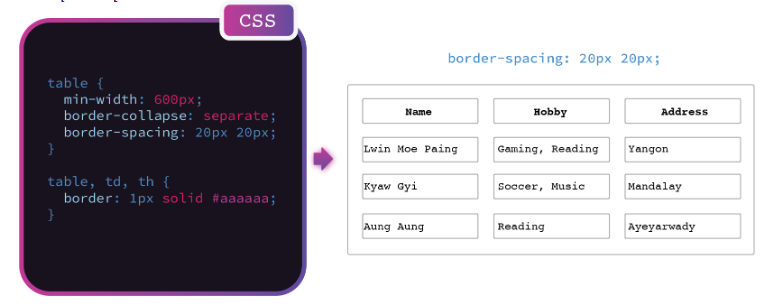 CSS
table {
min-width: 600px;
border-collapse: separate;
border-spacing: 20px 20px;
}
table, td, th {
border: 1px solid #aaaaaa;
}
border-spacing: 20px 20px;
Name Hobby Address
Lwin Moe Paing Gaming, Reading Yangon
Kyaw Gyi Soccer, Music Mandalay
Aung Aung Reading Ayeyarwady